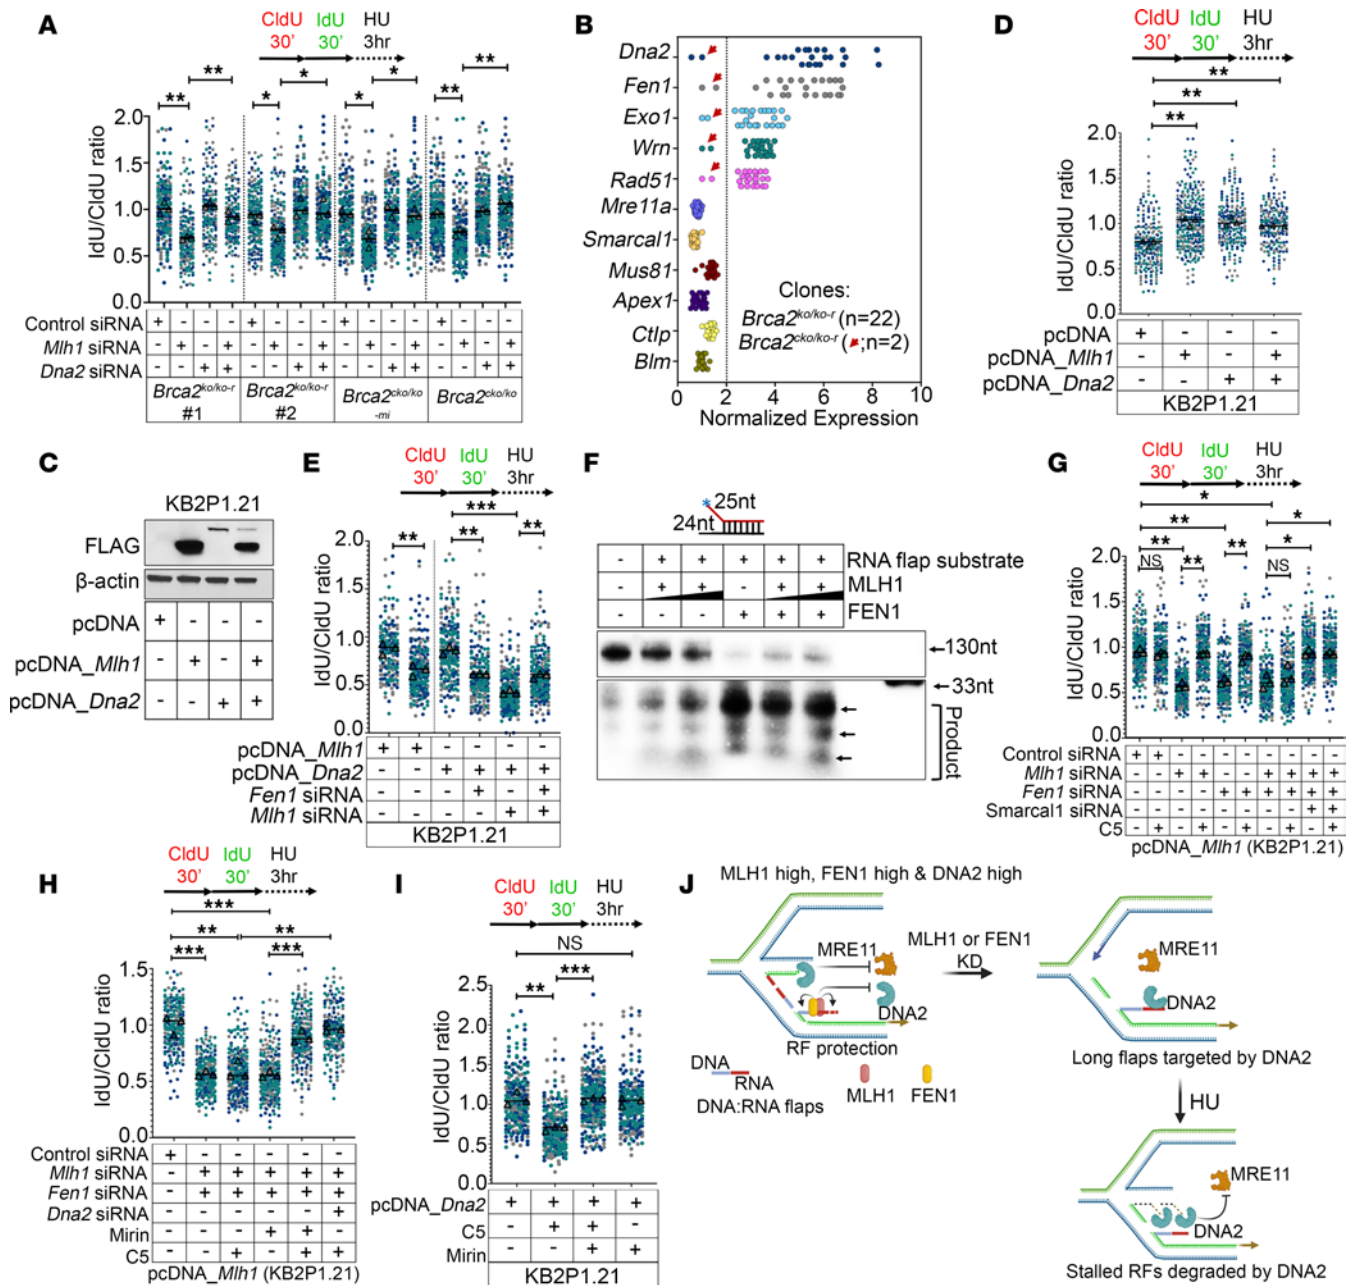 A
CldU
30'
IdU
30'
HU
3hr
** ** * * * * ** **
IdU/CldU ratio
2.0
1.5
1.0
0.5
0.0
Control siRNA + - - - + - - - + - - - + - - -
Mlh1 siRNA - + - + - + - + - + - + - + - +
Dna2 siRNA - - + + - - + + - - + + - - + +
Brca2ko/ko-r #1
Brca2ko/ko-r #2
Brca2cko/ko -mi
Brca2cko/ko
B
Dna2
Fen1
Exo1
Wrn
Rad51
Mre11a
Smarcal1
Mus81
Apex1
Ctlp
Blm
Clones:
Brca2ko/ko-r (n=22)
Brca2cko/ko-r ( ;n=2)
0 2 4 6 8 10
Normalized Expression
D
CldU
30'
IdU
30'
HU
3hr
**
**
**
IdU/CldU ratio
2.0
1.5
1.0
0.5
0.0
pcDNA + - - -
pcDNA_Mlh1 - + - +
pcDNA_Dna2 - - + +
KB2P1.21
C
KB2P1.21
FLAG
β-actin
pcDNA + - - -
pcDNA_Mlh1 - + - +
pcDNA_Dna2 - - + +
E
CldU
30'
IdU
30'
HU
3hr
***
** ** **
IdU/CldU ratio
2.0
1.5
1.0
0.5
0.0
pcDNA_Mlh1 + + - - - -
pcDNA_Dna2 - - + + + +
Fen1 siRNA - - - + - +
Mlh1 siRNA - - - - + +
KB2P1.21
F
*
25nt
24nt
- + + + + + RNA flap substrate
- + + - + + MLH1
- - - + + + FEN1
130nt
33nt
Product
G
CldU
30'
IdU
30'
HU
3hr
*
** *
** ** *
NS ** NS
IdU/CldU ratio
2.0
1.5
1.0
0.5
0.0
Control siRNA + + - - - - - - - -
Mlh1 siRNA - - + + - - + + + +
Fen1 siRNA - - - - + + + + + +
Smarcal1 siRNA - - - - - - - - + +
C5 - + - + - + - + - +
pcDNA_Mlh1 (KB2P1.21)
H
CldU
30'
IdU
30'
HU
3hr
***
** **
*** ***
IdU/CldU ratio
1.5
1.0
0.5
0.0
Control siRNA + - - - - -
Mlh1 siRNA - + + + + +
Fen1 siRNA - + + + + +
Dna2 siRNA - - - - - +
Mirin - - - + + -
C5 - - + - + +
pcDNA_Mlh1 (KB2P1.21)
I
CldU
30'
IdU
30'
HU
3hr
NS
** ***
IdU/CldU ratio
2.5
2.0
1.5
1.0
0.5
0.0
pcDNA_Dna2 + + + +
C5 - + + -
Mirin - - + +
KB2P1.21
J
MLH1 high, FEN1 high & DNA2 high
MRE11
DNA2
RF protection
DNA
RNA
DNA:RNA flaps
MLH1
FEN1
MLH1 or FEN1
KD
MRE11
DNA2
Long flaps targeted by DNA2
HU
MRE11
DNA2
Stalled RFs degraded by DNA2